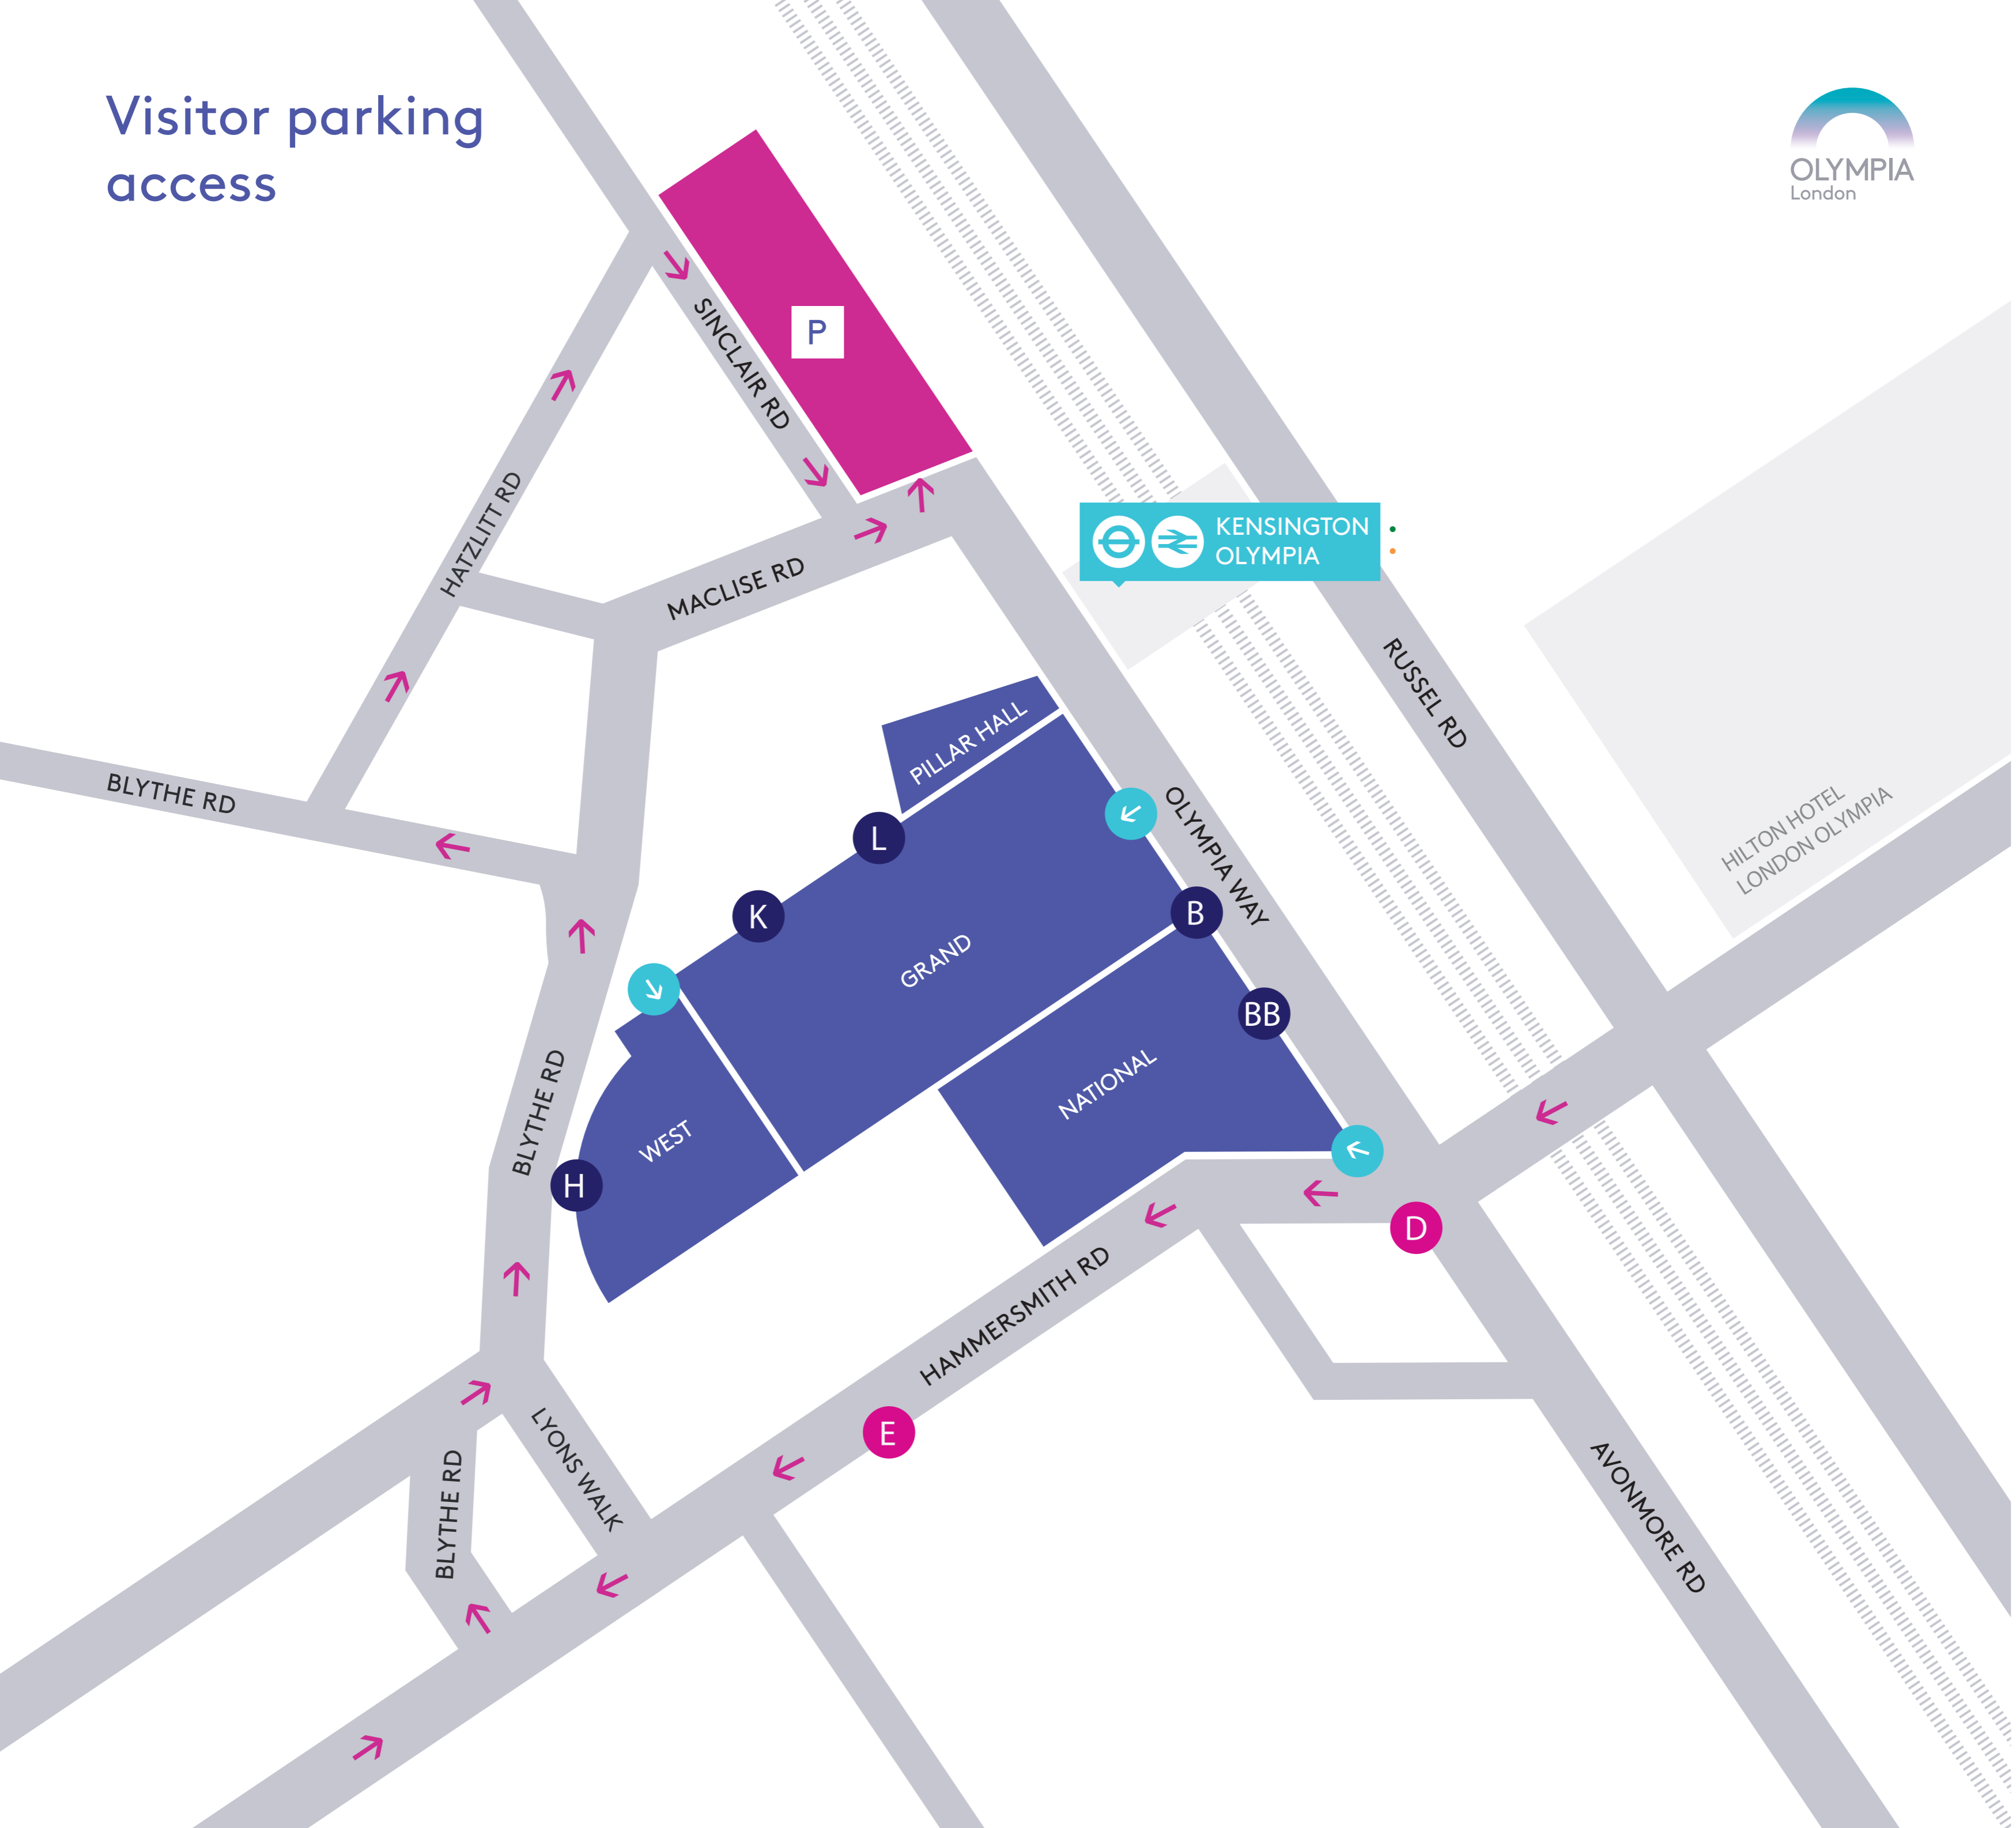 Visitor parking
access
OLYMPIA
London
P
SINCLAIR RD
HATZLITT RD
MACLISE RD
KENSINGTON
OLYMPIA
RUSSEL RD
BLYTHE RD
PILLAR HALL
OLYMPIA WAY
HILTON HOTEL
LONDON OLYMPIA
L
K
B
GRAND
BB
NATIONAL
BLYTHE RD
WEST
H
D
HAMMERSMITH RD
E
LYONS WALK
BLYTHE RD
AVONMORE RD